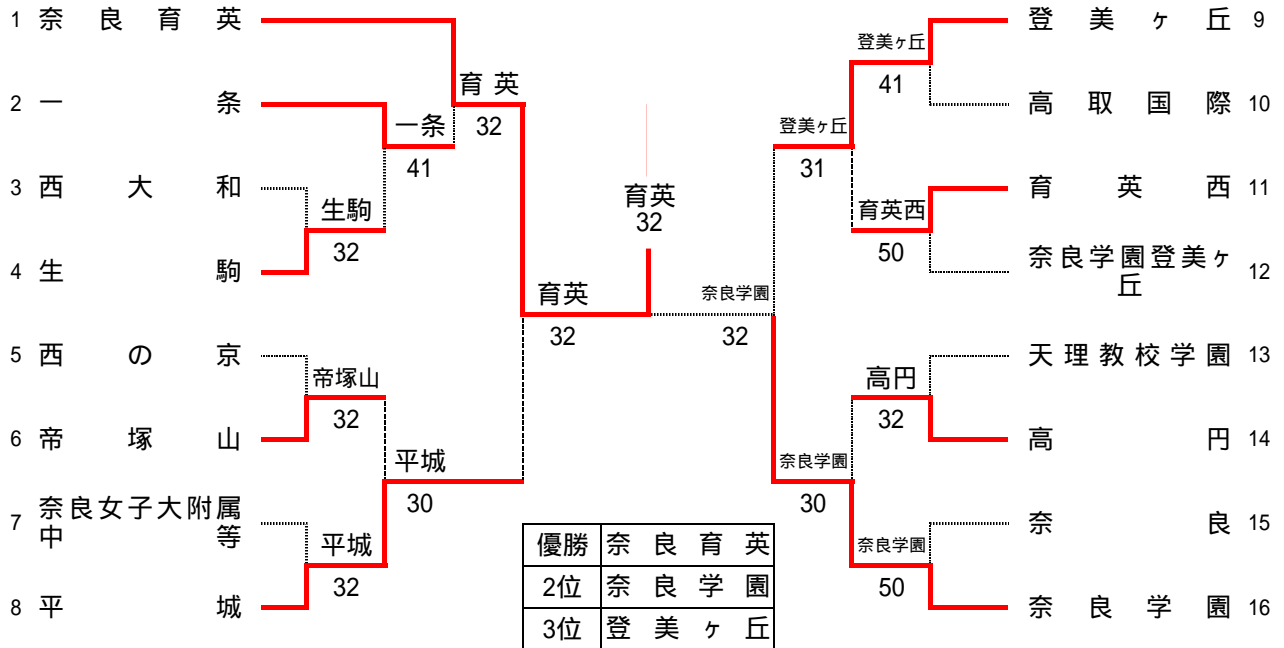 1 奈良育英
2 一条
3 西大和
4 生駒
5 西の京
6 帝塚山
7 奈良女子大附属
中等
8 平城
生駒
32
帝塚山
32
平城
32
一条
41
平城
30
育英
32
育英
32
育英
32
奈良学園
32
登美ヶ丘
31
奈良学園
30
登美ヶ丘
41
育英西
50
高円
32
奈良学園
50
登美ヶ丘 9
高取国際 10
育英西 11
奈良学園登美ヶ
丘 12
天理教校学園 13
高円 14
奈良 15
奈良学園 16
優勝 奈良育英
2位 奈良学園
3位 登美ヶ丘